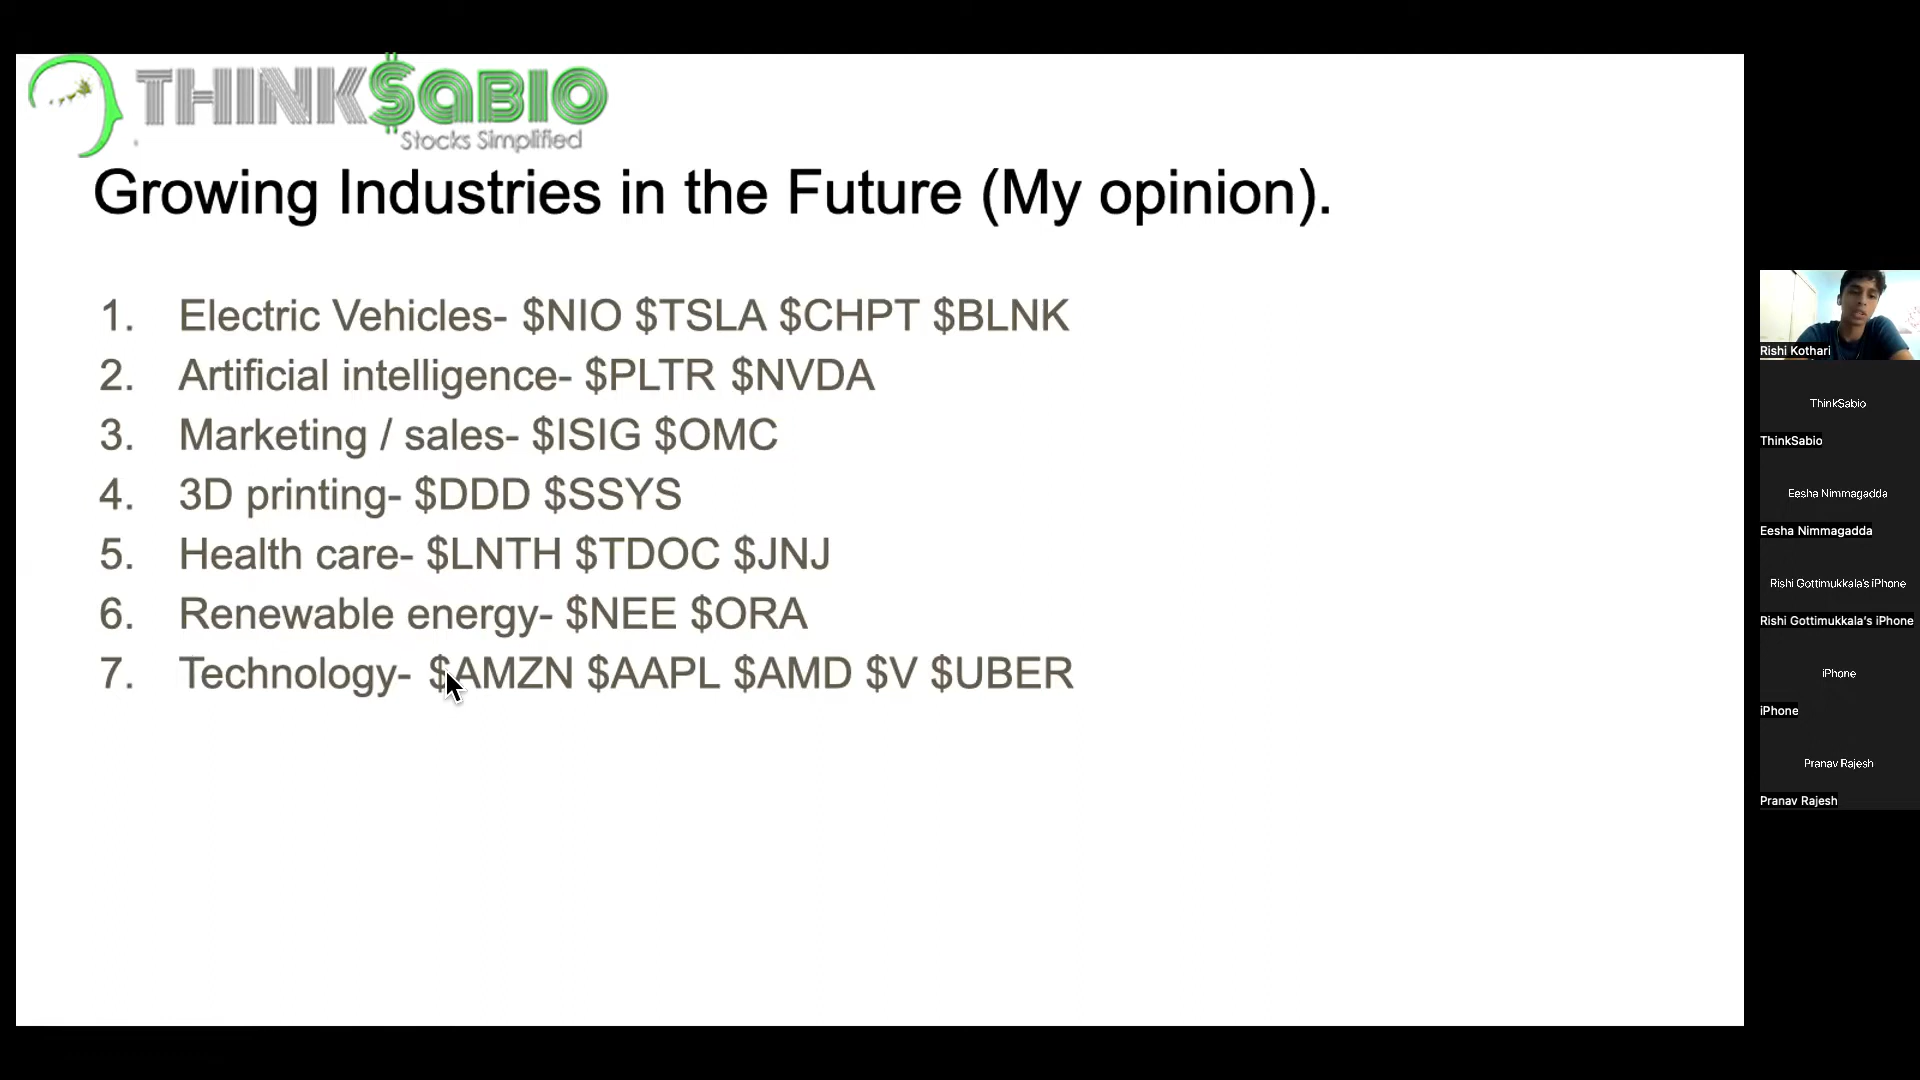 THINK$aBIO
Stocks Simplified
Growing Industries in the Future (My opinion).
1. Electric Vehicles- $NIO $TSLA $CHPT $BLNK
2. Artificial intelligence- $PLTR $NVDA
3. Marketing / sales- $ISIG $OMC
4. 3D printing- $DDD $SSYS
5. Health care- $LNTH $TDOC $JNJ
6. Renewable energy- $NEE $ORA
7. Technology- $AMZN $AAPL $AMD $V $UBER
Rishi Kothari
ThinkSabio
ThinkSabio
Eesha Nimmagadda
Eesha Nimmagadda
Rishi Gottimukkala's iPhone
Rishi Gottimukkala's iPhone
iPhone
iPhone
Pranav Rajesh
Pranav Rajesh